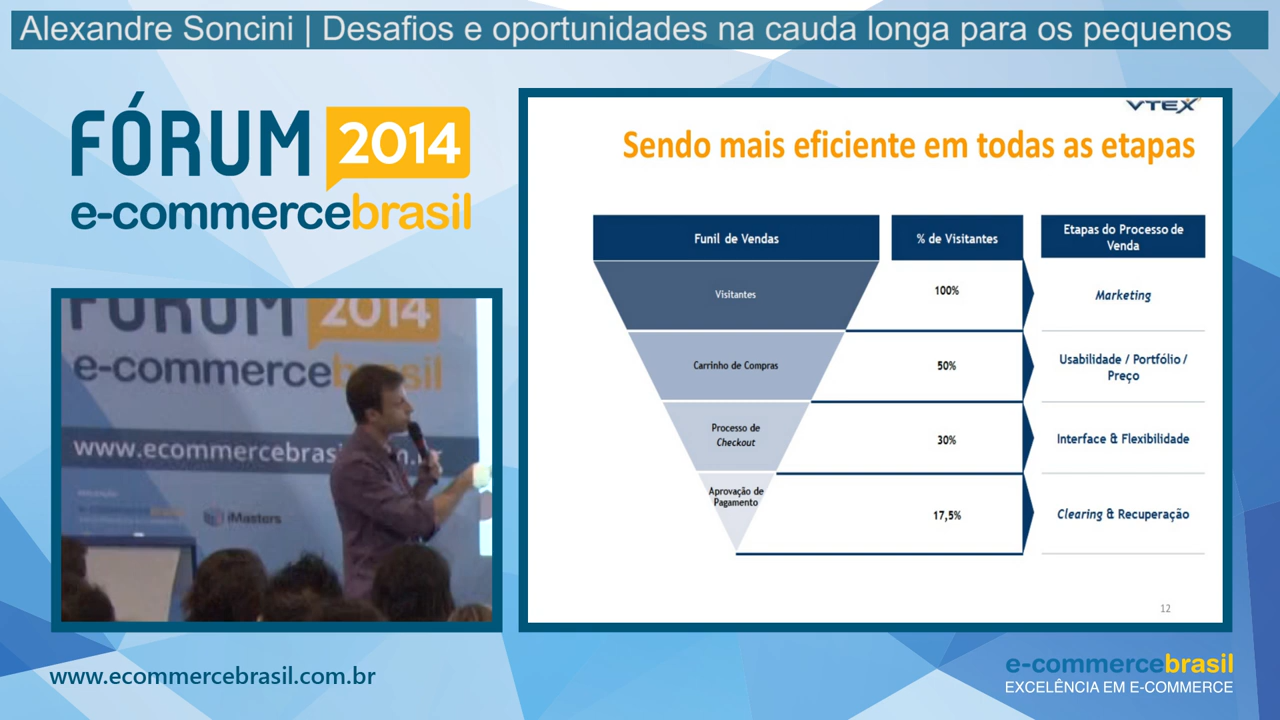 Alexandre Soncini | Desafios e oportunidades na cauda longa para os pequenos
FÓRUM 2014
e-commercebrasil
VTEX
Sendo mais eficiente em todas as etapas
Funil de Vendas
% de Visitantes
Etapas do Processo de
Venda
Visitantes
100%
Marketing
Carrinho de Compras
50%
Usabilidade / Portfólio /
Preço
Processo de
Checkout
30%
Interface & Flexibilidade
Aprovação de
Pagamento
17,5%
Clearing & Recuperação
12
FÓRUM 2014
e-commercebrasil
www.ecommercebrasi
m.br
iMasters
www.ecommercebrasil.com.br
e-commercebrasil
EXCELÊNCIA EM E-COMMERCE